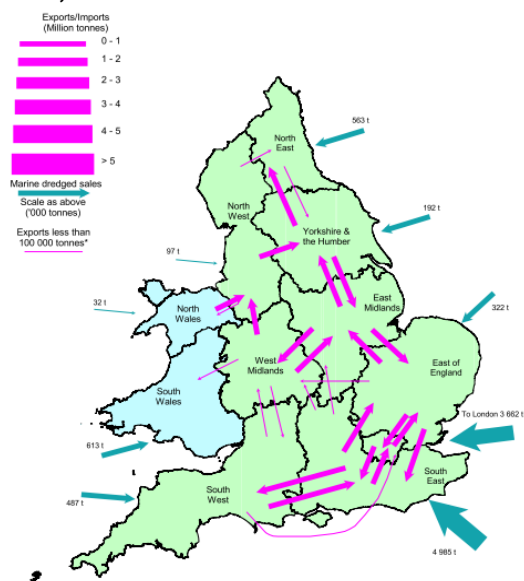 Exports/Imports
(Million tonnes)
0 - 1
1 - 2
2 - 3
3 - 4
4 - 5
> 5
Marine dredged sales
Scale as above
('000 tonnes)
Exports less than
100 000 tonnes*
North
East
563 t
North
West
192 t
Yorkshire &
the Humber
97 t
32 t
North
Wales
East
Midlands
322 t
West
Midlands
East of
England
South
Wales
To London 3 662 t
613 t
South
East
487 t
South
West
4 985 t